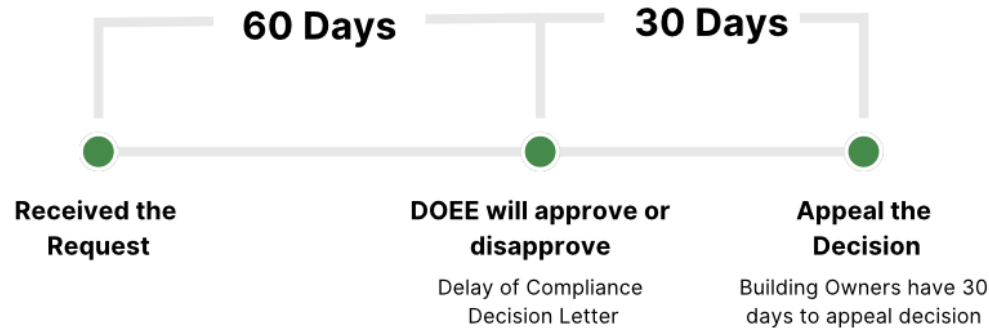 60 Days
30 Days
Received the
Request
DOEE will approve or
disapprove
Delay of Compliance
Decision Letter
Appeal the
Decision
Building Owners have 30
days to appeal decision